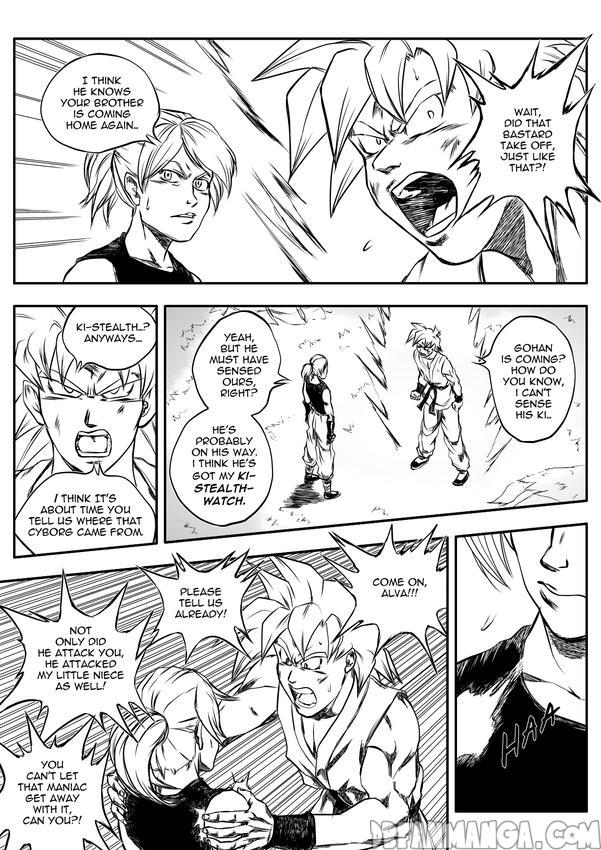 I THINK
HE KNOWS
YOUR BROTHER
IS COMING
HOME AGAIN...
WAIT,
DID THAT
BASTARD
TAKE OFF,
JUST LIKE
THAT?!
KI-STEALTH..?
ANYWAYS...
I THINK IT'S
ABOUT TIME YOU
TELL US WHERE THAT
CYBORG CAME FROM.
YEAH,
BUT HE
MUST HAVE
SENSED
OURS,
RIGHT?
HE'S
PROBABLY
ON HIS WAY.
I THINK HE'S
GOT MY KI-
STEALTH-
WATCH.
GOHAN
IS COMING?
HOW DO
YOU KNOW,
I CAN'T
SENSE
HIS KI...
NOT
ONLY DID
HE ATTACK YOU,
HE ATTACKED
MY LITTLE NIECE
AS WELL!
YOU
CAN'T LET
THAT MANIAC
GET AWAY
WITH IT,
CAN YOU?!
PLEASE
TELL US
ALREADY!
COME ON,
ALVA!!!
HAA
DBFANMANGA.COM